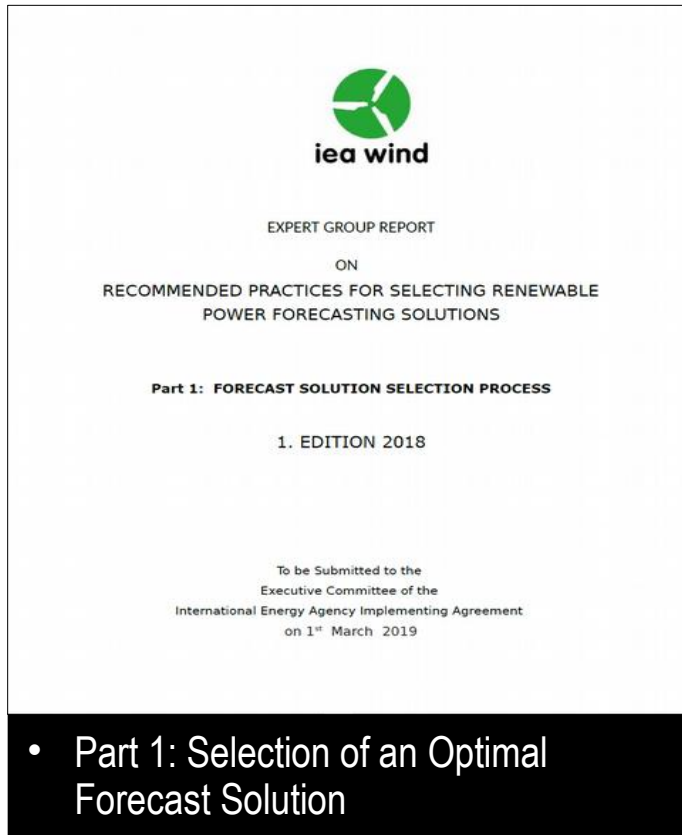 iea wind
EXPERT GROUP REPORT
ON
RECOMMENDED PRACTICES FOR SELECTING RENEWABLE
POWER FORECASTING SOLUTIONS
Part 1: FORECAST SOLUTION SELECTION PROCESS
1. EDITION 2018
To be Submitted to the
Executive Committee of the
International Energy Agency Implementing Agreement
on 1st March 2019
• Part 1: Selection of an Optimal
Forecast Solution